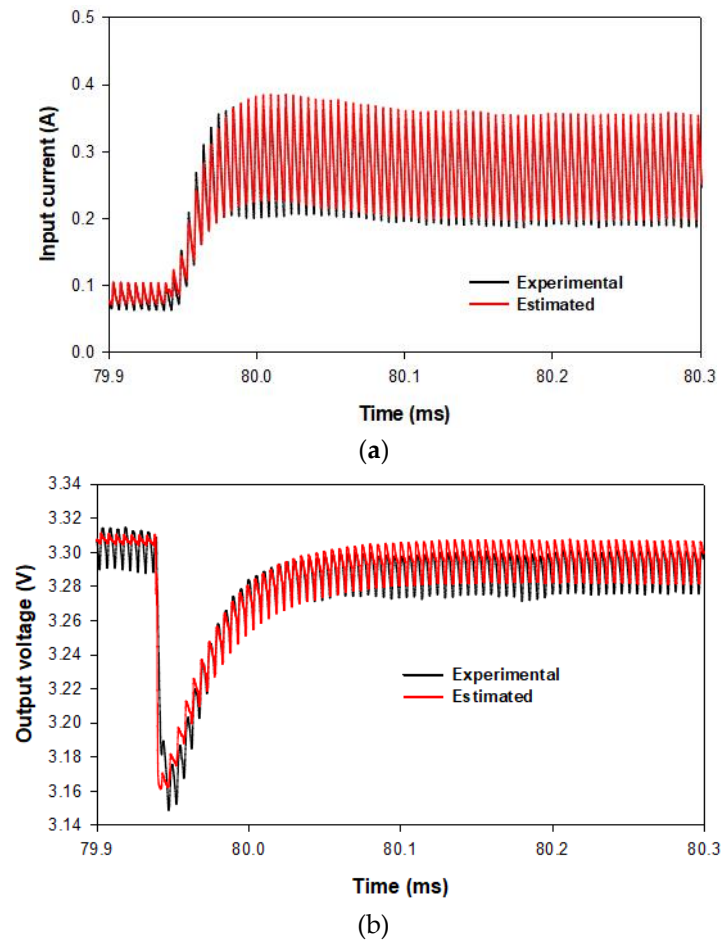 0.5
0.4
0.3
0.2
0.1
0.0
Input current (A)
Experimental
Estimated
79.9 80.0 80.1 80.2 80.3
Time (ms)
(a)
3.34
3.32
3.30
3.28
3.26
3.24
3.22
3.20
3.18
3.16
3.14
Output voltage (V)
Experimental
Estimated
79.9 80.0 80.1 80.2 80.3
Time (ms)
(b)